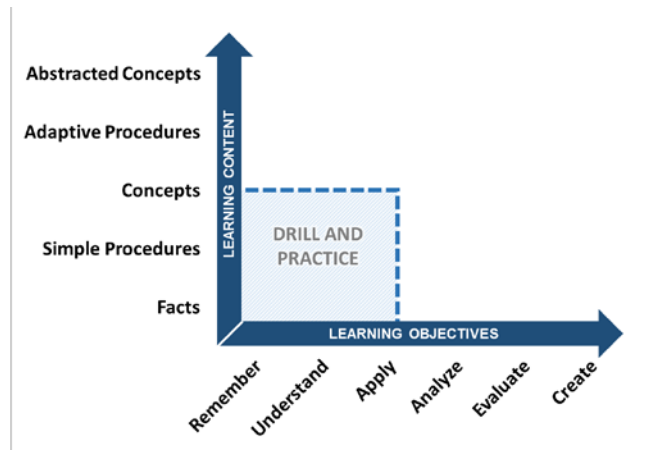 Abstracted Concepts
Adaptive Procedures
Concepts
Simple Procedures
Facts
LEARNING CONTENT
DRILL AND
PRACTICE
LEARNING OBJECTIVES
Remember
Understand
Apply
Analyze
Evaluate
Create